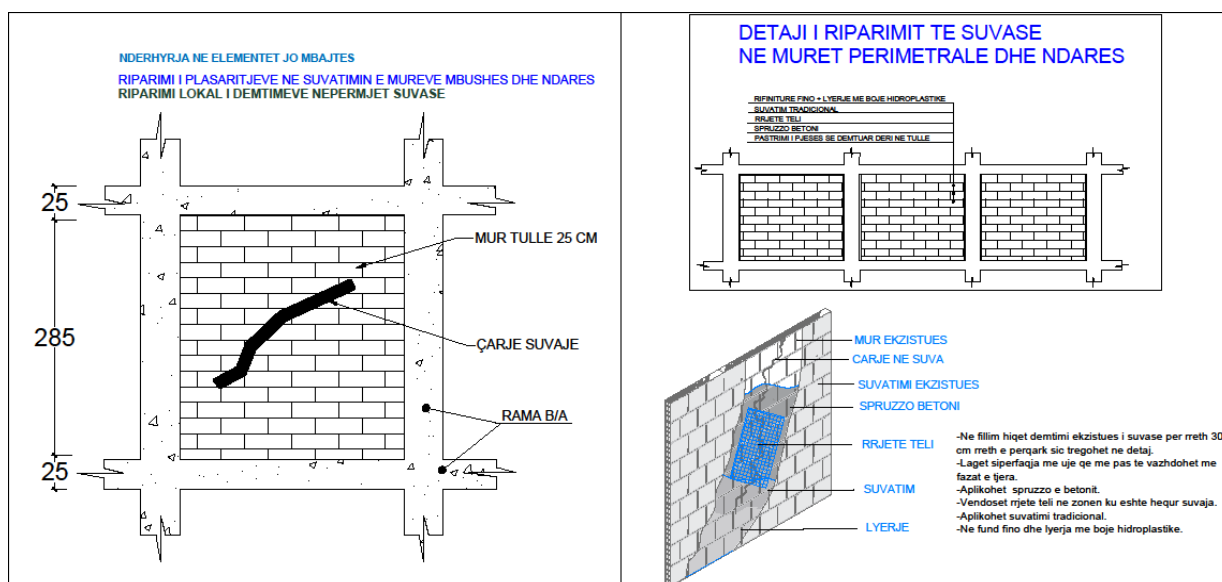 NDERHYRJA NE ELEMENTET JO MBAJTES
RIPARIMI I PLASARITJEVE NE SUVATIMIN E MUREVE MBUSHES DHE NDARES
RIPARIMI LOKAL I DEMTIMEVE NEPERMJET SUVASE
25
MUR TULLE 25 CM
285
ÇARJE SUVAJE
RAMA B/A
25
DETAJI I RIPARIMIT TE SUVASE
NE MURET PERIMETRALE DHE NDARES
RIFINITURE FINO + LYERJE ME BOJE HIDROPLASTIKE
SUVATIM TRADICIONAL
RRJETE TELI
SPRUZZO BETONI
PASTRIMI I PJESES SE DEMTUAR DERI NE TULLE
MUR EKZISTUES
CARJE NE SUVA
SUVATIMI EKZISTUES
SPRUZZO BETONI
RRJETE TELI
SUVATIM
LYERJE
-Ne fillim hiqet demtimi ekzistues i suvase per rreth 30
cm rreth e perqark sic tregohet ne detaj.
-Laget siperfaqja me uje qe me pas te vazhdohet me
fazat e tjera.
-Aplikohet spruzzo e betonit.
-Vendoset rrjete teli ne zonen ku eshte hequr suvaja.
-Aplikohet suvatimi tradicional.
-Ne fund fino dhe lyerja me boje hidroplastike.